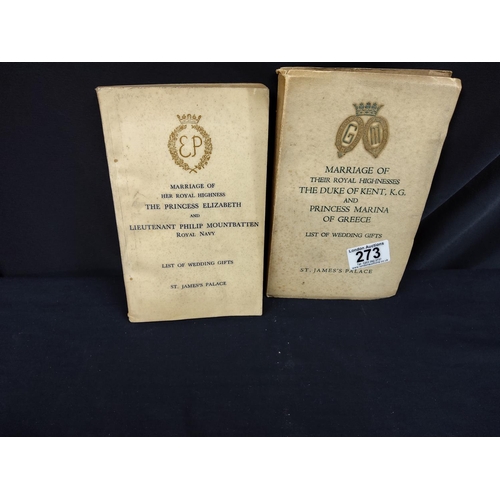 EP
MARRIAGE OF
HER ROYAL HIGHNESS
THE PRINCESS ELIZABETH
AND
LIEUTENANT PHILIP MOUNTBATTEN
ROYAL NAVY
LIST OF WEDDING GIFTS
ST. JAMES'S PALACE
G M
MARRIAGE OF
THEIR ROYAL HIGHNESSES
THE DUKE OF KENT, K.G.
AND
PRINCESS MARINA
OF GREECE
LIST OF WEDDING GIFTS
London Auctions
273
ST. JAMES'S PALACE